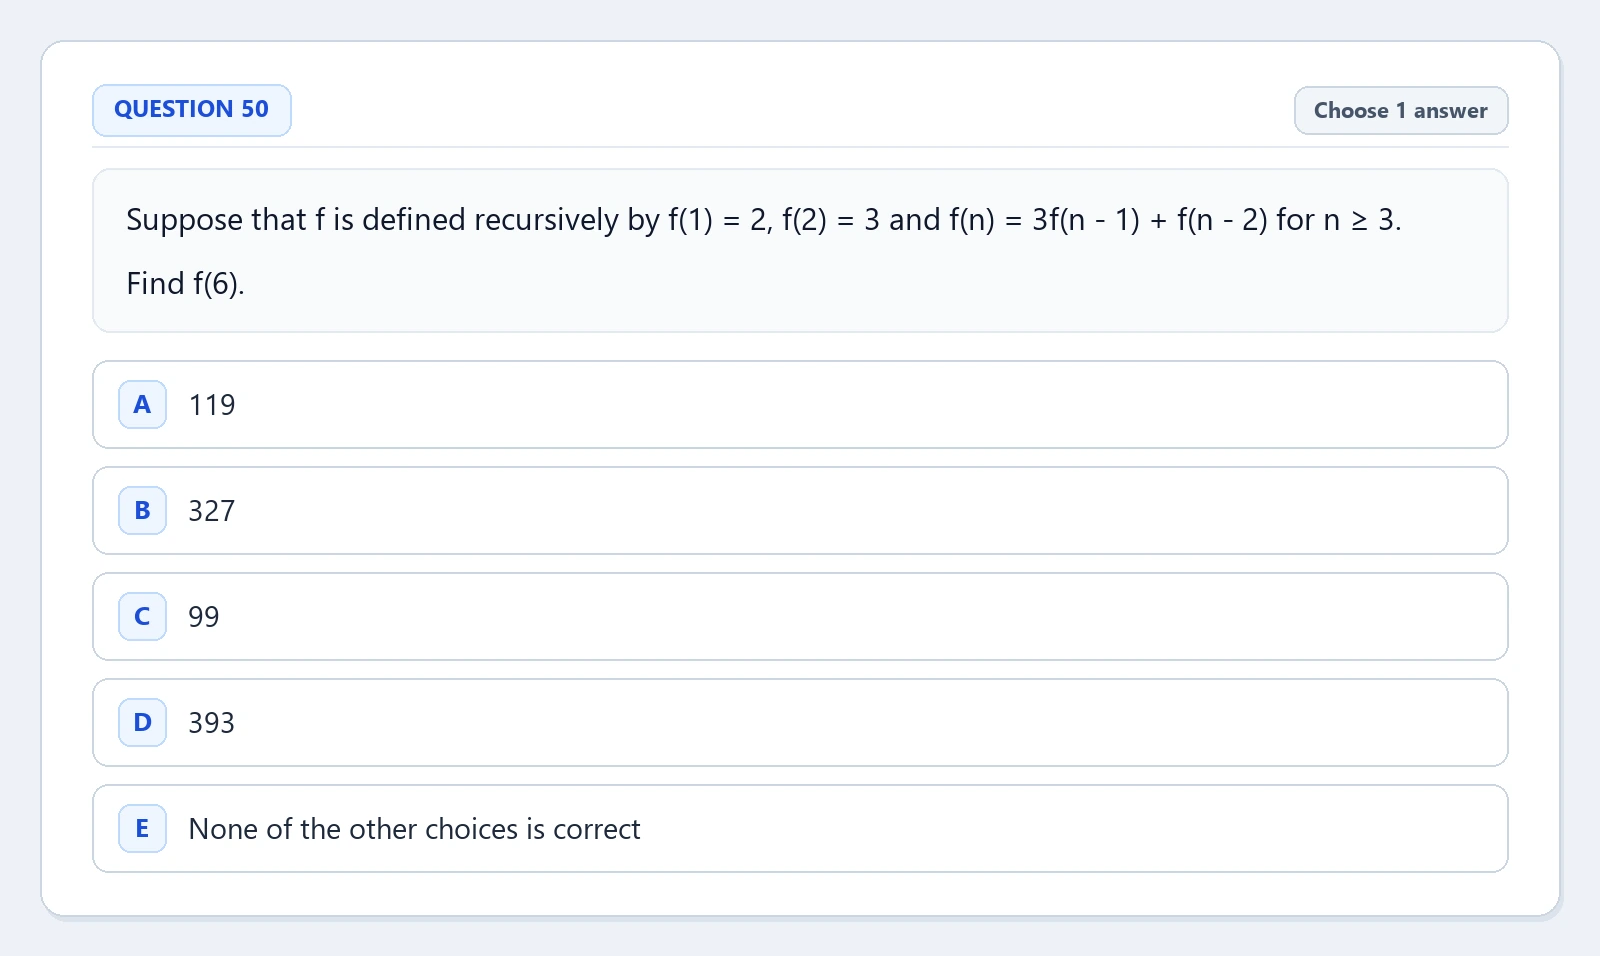 QUESTION 50
Choose 1 answer
Suppose that f is defined recursively by f(1) = 2, f(2) = 3 and f(n) = 3f(n - 1) + f(n - 2) for n ≥ 3.
Find f(6).
A 119
B 327
C 99
D 393
E None of the other choices is correct